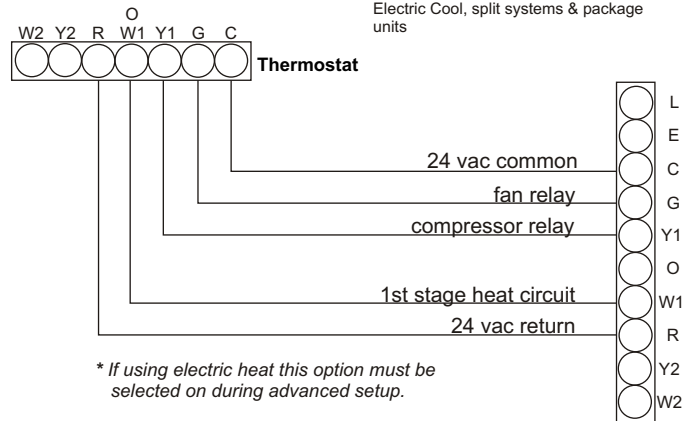 Electric Cool, split systems & package
units
O
W2 Y2 R W1 Y1 G C
Thermostat
L
E
24 vac common C
fan relay G
compressor relay Y1
O
1st stage heat circuit W1
24 vac return R
* If using electric heat this option must be
selected on during advanced setup.
Y2
W2